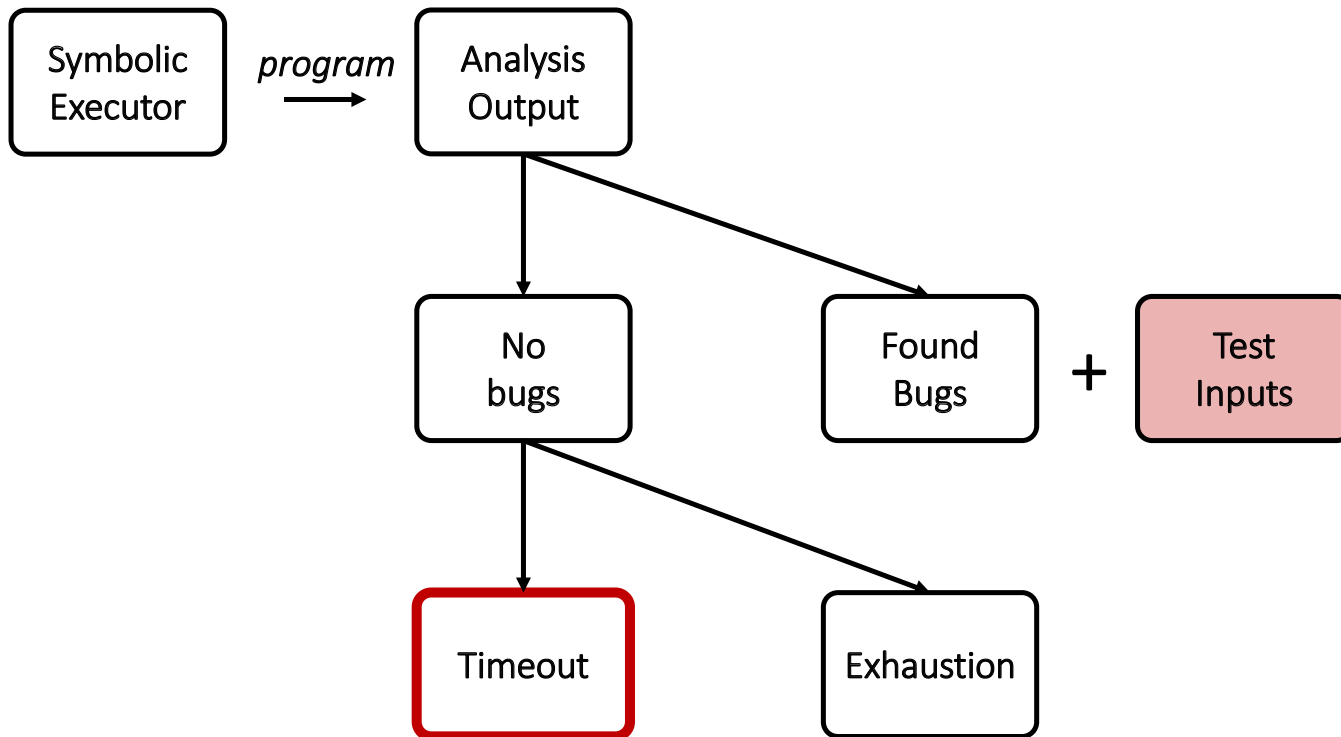 Symbolic
Executor
program
Analysis
Output
No
bugs
Found
Bugs
+
Test
Inputs
Timeout
Exhaustion